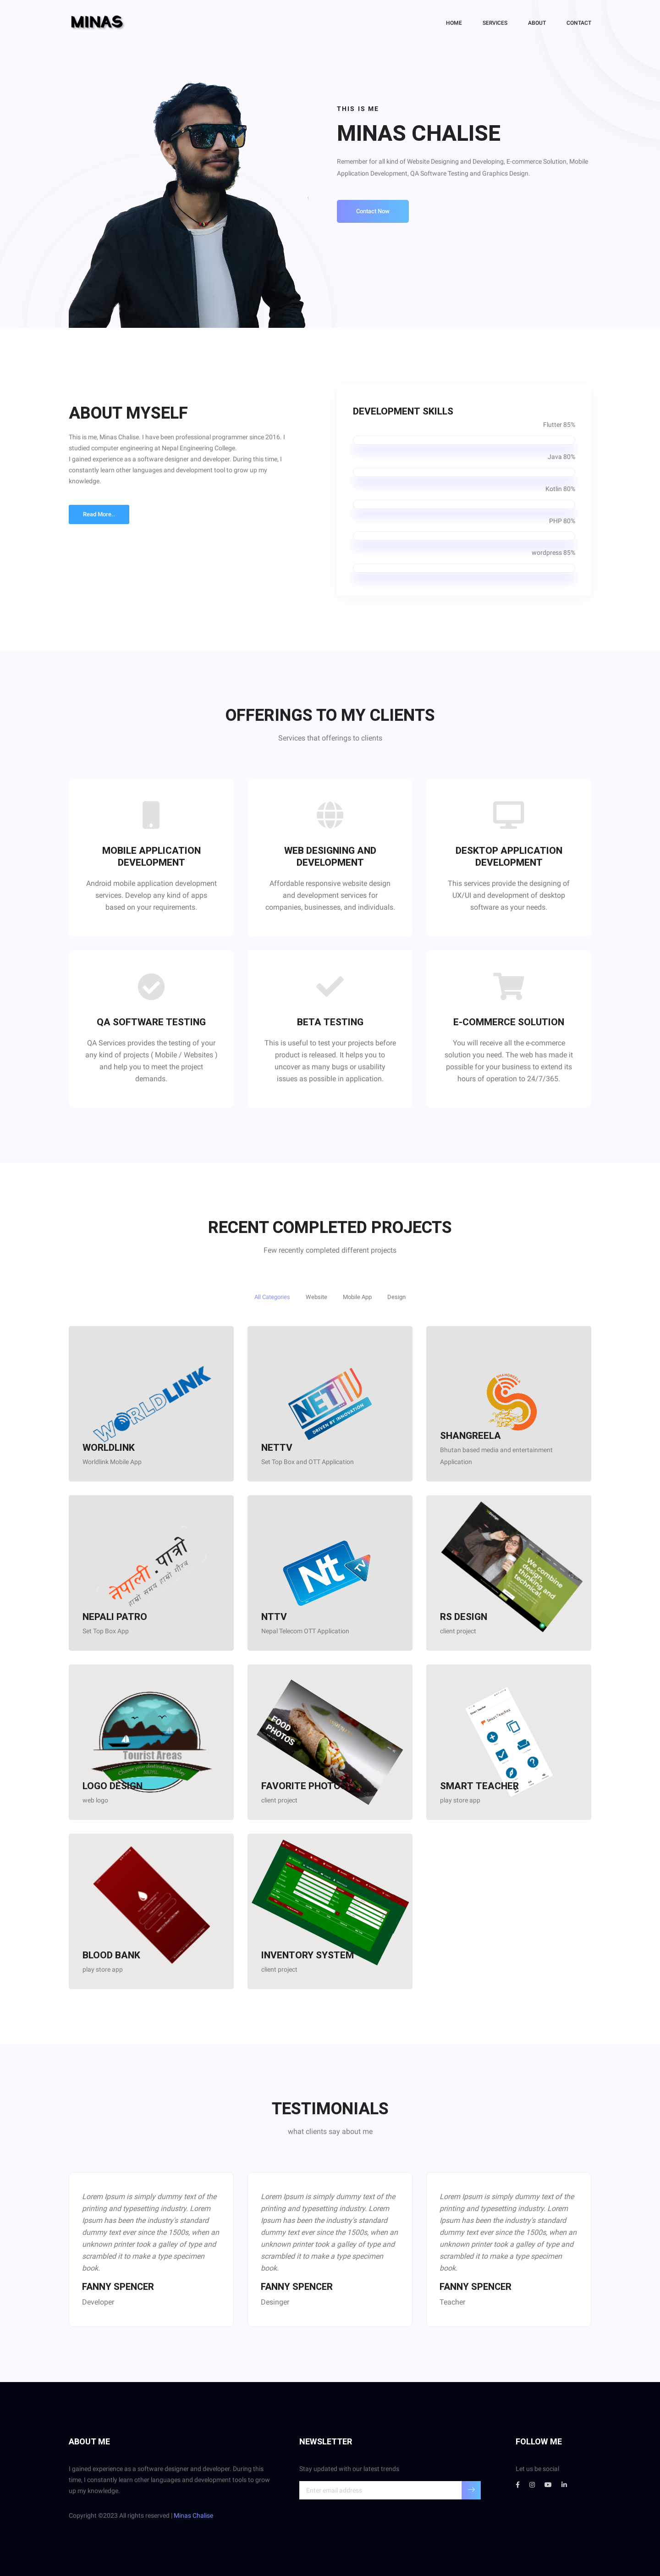 MINAS
HOME
SERVICES
ABOUT
CONTACT
THIS IS ME
MINAS CHALISE
Remember for all kind of Website Designing and Developing, E-commerce Solution, Mobile
Application Development, QA Software Testing and Graphics Design.
Contact Now
ABOUT MYSELF
This is me, Minas Chalise. I have been professional programmer since 2016. I
studied computer engineering at Nepal Engineering College.
I gained experience as a software designer and developer. During this time, I
constantly learn other languages and development tool to grow up my
knowledge.
Read More..
DEVELOPMENT SKILLS
Flutter 85%
Java 80%
Kotlin 80%
PHP 80%
wordpress 85%
OFFERINGS TO MY CLIENTS
Services that offerings to clients
MOBILE APPLICATION
DEVELOPMENT
Android mobile application development
services. Develop any kind of apps
based on your requirements.
WEB DESIGNING AND
DEVELOPMENT
Affordable responsive website design
and development services for
companies, businesses, and individuals.
DESKTOP APPLICATION
DEVELOPMENT
This services provide the designing of
UX/UI and development of desktop
software as your needs.
QA SOFTWARE TESTING
QA Services provides the testing of your
any kind of projects ( Mobile / Websites )
and help you to meet the project
demands.
BETA TESTING
This is useful to test your projects before
product is released. It helps you to
uncover as many bugs or usability
issues as possible in application.
E-COMMERCE SOLUTION
You will receive all the e-commerce
solution you need. The web has made it
possible for your business to extend its
hours of operation to 24/7/365.
RECENT COMPLETED PROJECTS
Few recently completed different projects
All Categories
Website
Mobile App
Design
WORLDLINK
WORLDLINK
Worldlink Mobile App
NETTV
DRIVEN BY INNOVATION
NETTV
Set Top Box and OTT Application
SHANGREELA
Bhutan based media and entertainment
Application
नेपाली.पात्रो
हाम्रो समय हाम्रो गौरव
NEPALI PATRO
Set Top Box App
Nt
TV
NTTV
Nepal Telecom OTT Application
We combine
design,
thinking and
technical
RS DESIGN
client project
Tourist Areas
LOGO DESIGN
web logo
FOOD
PHOTOS
FAVORITE PHOTO
client project
Smart Teacher
SMART TEACHER
play store app
BLOOD BANK
play store app
INVENTORY SYSTEM
client project
TESTIMONIALS
what clients say about me
Lorem Ipsum is simply dummy text of the
printing and typesetting industry. Lorem
Ipsum has been the industry's standard
dummy text ever since the 1500s, when an
unknown printer took a galley of type and
scrambled it to make a type specimen
book.
FANNY SPENCER
Developer
Lorem Ipsum is simply dummy text of the
printing and typesetting industry. Lorem
Ipsum has been the industry's standard
dummy text ever since the 1500s, when an
unknown printer took a galley of type and
scrambled it to make a type specimen
book.
FANNY SPENCER
Desinger
Lorem Ipsum is simply dummy text of the
printing and typesetting industry. Lorem
Ipsum has been the industry's standard
dummy text ever since the 1500s, when an
unknown printer took a galley of type and
scrambled it to make a type specimen
book.
FANNY SPENCER
Teacher
ABOUT ME
I gained experience as a software designer and developer. During this
time, I constantly learn other languages and development tools to grow
up my knowledge.
Copyright ©2023 All rights reserved | Minas Chalise
NEWSLETTER
Stay updated with our latest trends
Enter email address
FOLLOW ME
Let us be social